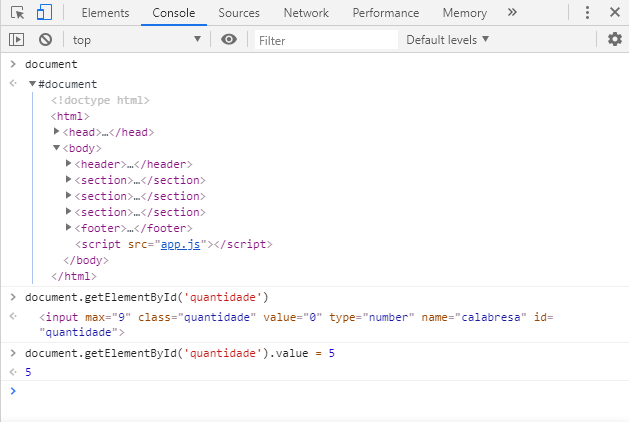 Elements Console Sources Network Performance Memory »
top Filter Default levels
document
#document
<!doctype html>
<html>
<head>…</head>
<body>
<header>…</header>
<section>…</section>
<section>…</section>
<section>…</section>
<footer>…</footer>
<script src="app.js"></script>
</body>
</html>
document.getElementById('quantidade')
<input max="9" class="quantidade" value="0" type="number" name="calabresa" id=
"quantidade">
document.getElementById('quantidade').value = 5
5